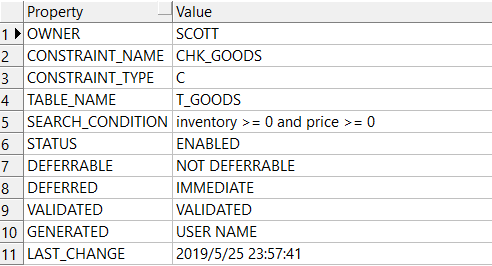 Property Value
1 OWNER SCOTT
2 CONSTRAINT_NAME CHK_GOODS
3 CONSTRAINT_TYPE C
4 TABLE_NAME T_GOODS
5 SEARCH_CONDITION inventory >= 0 and price >= 0
6 STATUS ENABLED
7 DEFERRABLE NOT DEFERRABLE
8 DEFERRED IMMEDIATE
9 VALIDATED VALIDATED
10 GENERATED USER NAME
11 LAST_CHANGE 2019/5/25 23:57:41